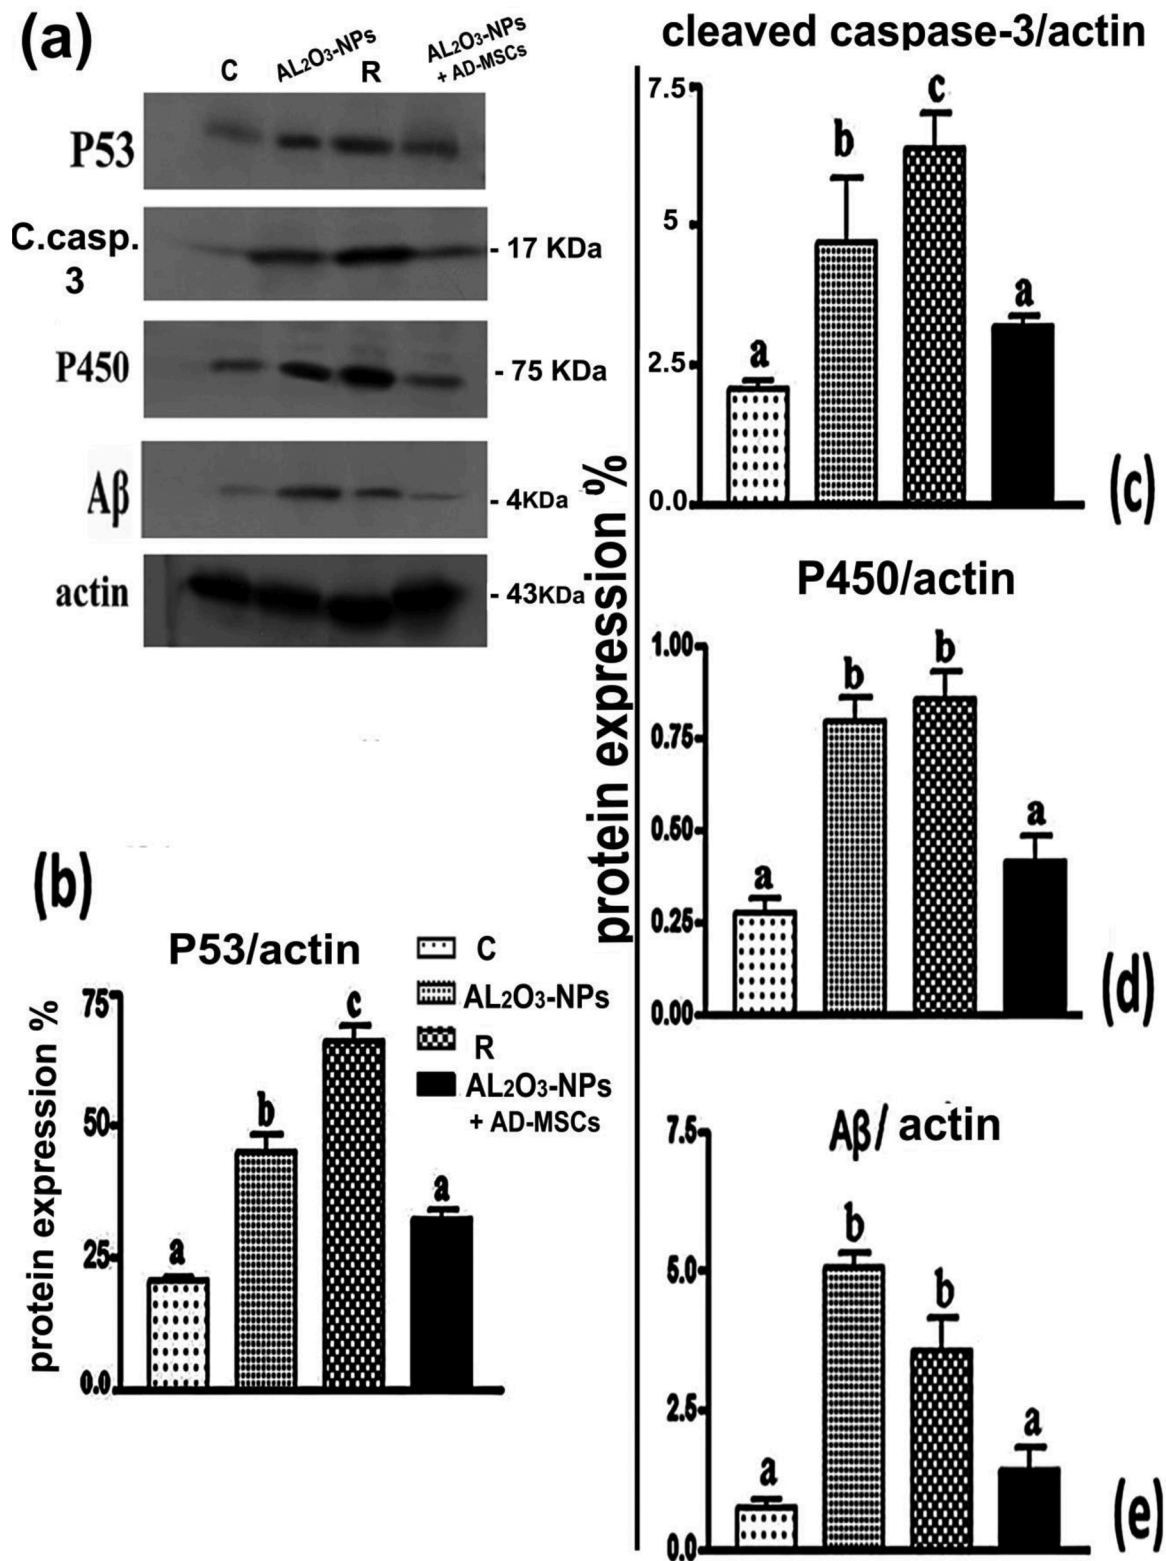 (a)
C
AL₂O₃-NPs
R
AL₂O₃-NPs
+ AD-MSCs
P53
C.casp.
3
- 17 KDa
P450
- 75 KDa
Aβ
- 4KDa
actin
- 43KDa
(b)
P53/actin
protein expression %
75
50
25
0.0
a
b
c
a
C
AL₂O₃-NPs
R
AL₂O₃-NPs
+ AD-MSCs
protein expression %
cleaved caspase-3/actin
7.5
5
2.5
0.0
a
b
c
a
(c)
P450/actin
1.00
0.75
0.50
0.25
0.00
a
b
b
a
(d)
Aβ/ actin
7.5
5.0
2.5
0.0
a
b
b
a
(e)